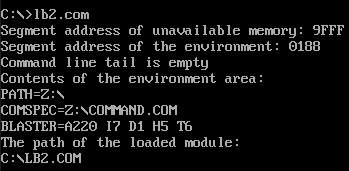 C:\>lb2.com
Segment address of unavailable memory: 9FFF
Segment address of the environment: 0188
Command line tail is empty
Contents of the environment area:
PATH=Z:\
COMSPEC=Z:\COMMAND.COM
BLASTER=A220 I7 D1 H5 T6
The path of the loaded module:
C:\LB2.COM